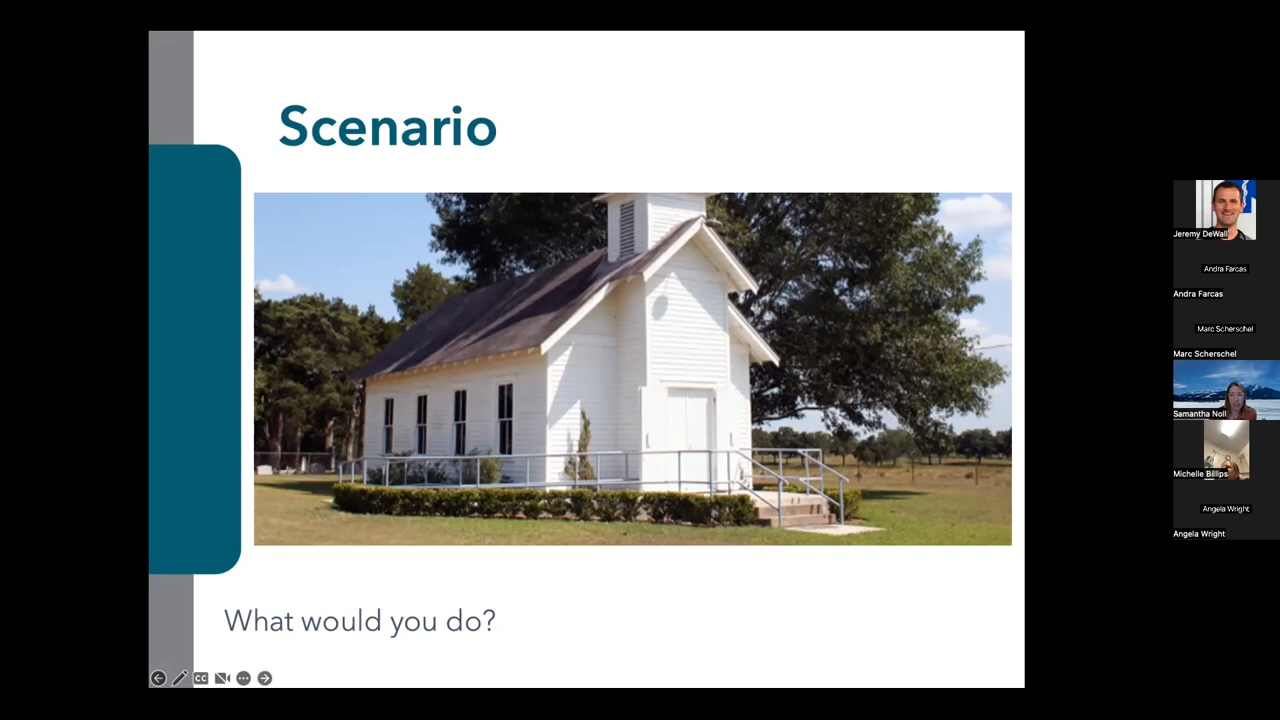 Scenario
What would you do?
CC
Jeremy DeWall
Andra Farcas
Andra Farcas
Marc Scherschel
Marc Scherschel
Samantha Noll
Michelle Billips
Angela Wright
Angela Wright